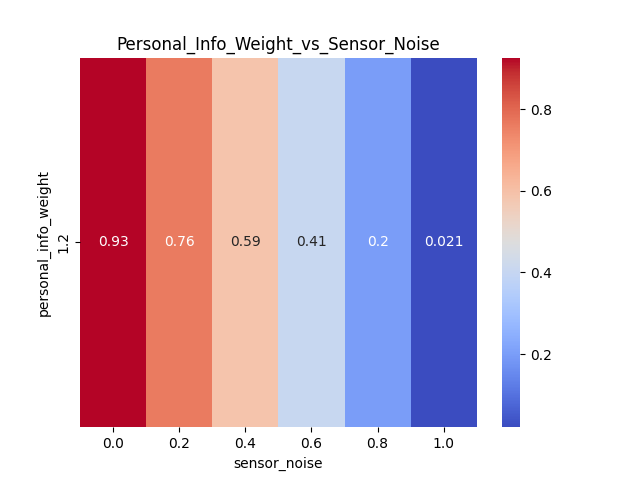 Personal_Info_Weight_vs_Sensor_Noise
personal_info_weight
1.2
0.93 0.76 0.59 0.41 0.2 0.021
0.0 0.2 0.4 0.6 0.8 1.0
sensor_noise
0.8
0.6
0.4
0.2